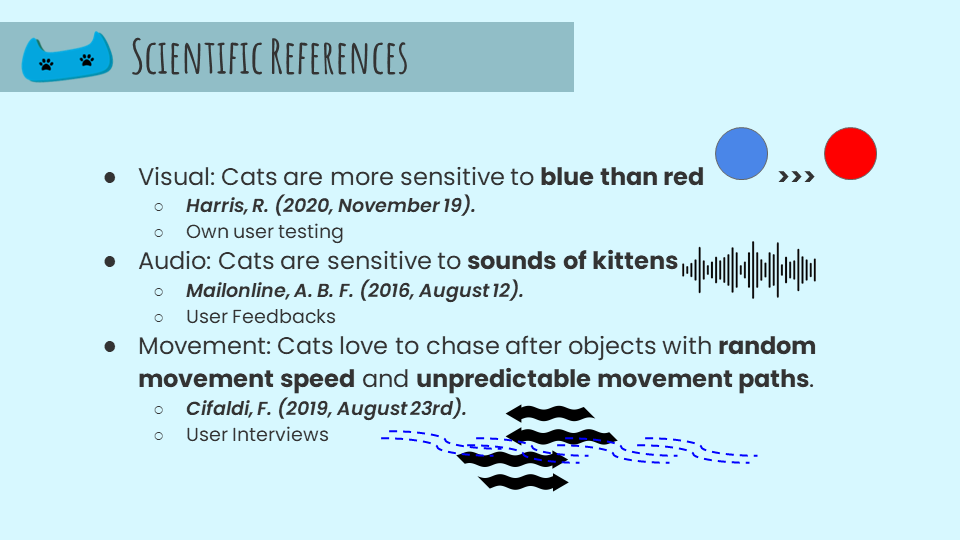 Scientific References
● Visual: Cats are more sensitive to blue than red >>>
○ Harris, R. (2020, November 19).
○ Own user testing
● Audio: Cats are sensitive to sounds of kittens
○ Mailonline, A. B. F. (2016, August 12).
○ User Feedbacks
● Movement: Cats love to chase after objects with random
movement speed and unpredictable movement paths.
○ Cifaldi, F. (2019, August 23rd).
○ User Interviews